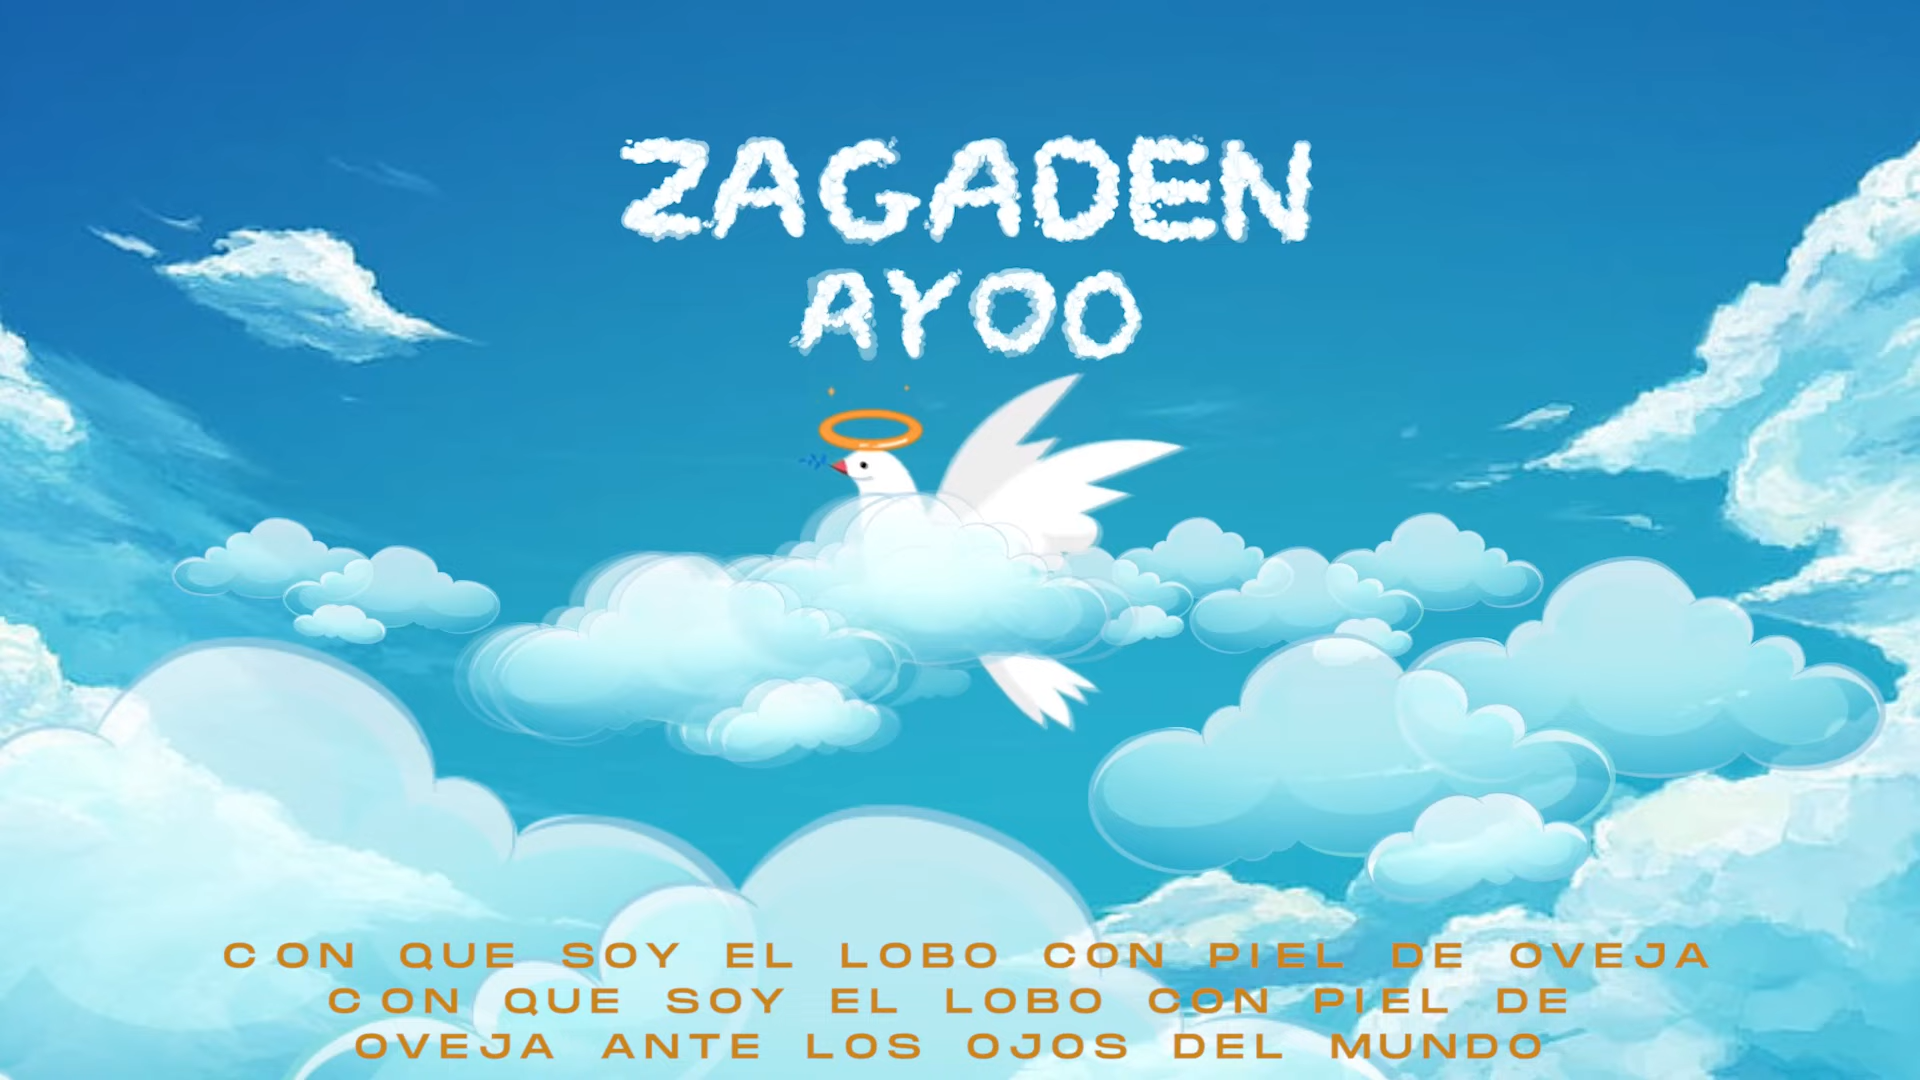 ZAGADEN
AYOO
CON QUE SOY EL LOBO CON PIEL DE OVEJA
CON QUE SOY EL LOBO CON PIEL DE
OVEJA ANTE LOS OJOS DEL MUNDO